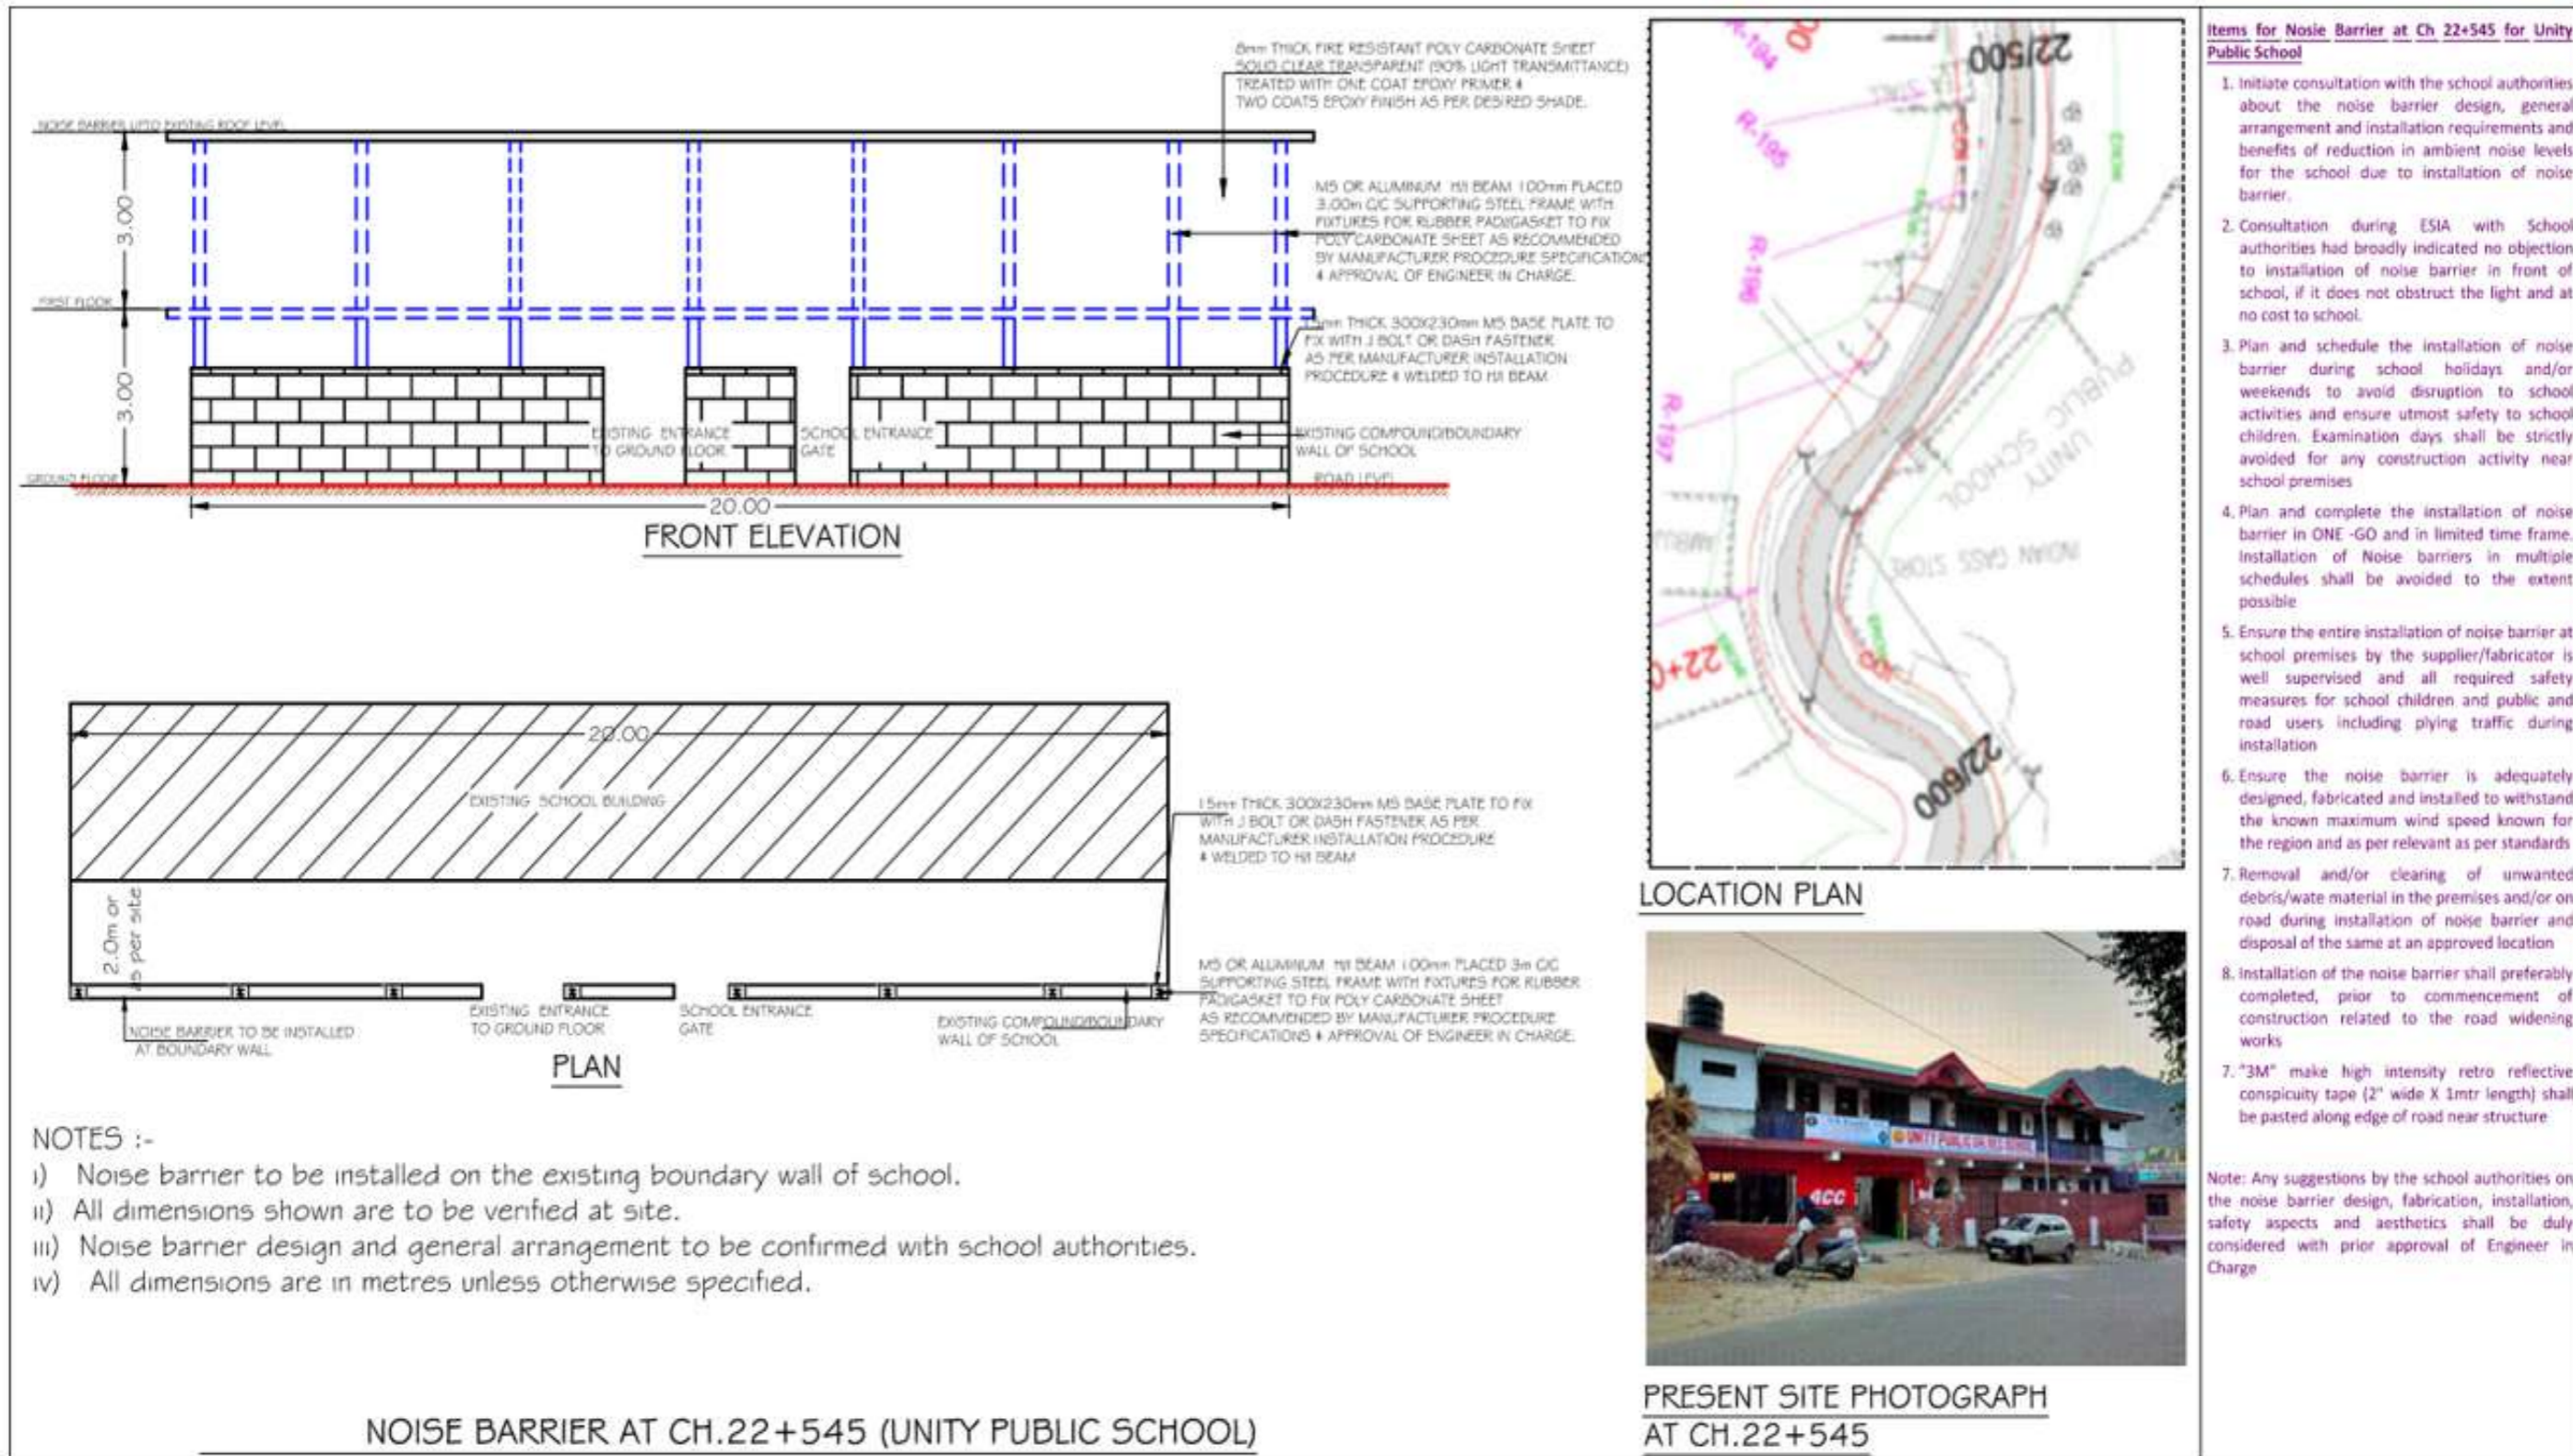 8mm THICK FIRE RESISTANT POLY CARBONATE SHEET
SOLID CLEAR TRANSPARENT (90% LIGHT TRANSMITTANCE)
TREATED WITH ONE COAT EPOXY PRIMER &
TWO COATS EPOXY FINISH AS PER DESIRED SHADE.
NOISE BARRIER UPTO EXISTING ROOF LEVEL
MS OR ALUMINUM H/I BEAM 100mm PLACED
3.00m C/C SUPPORTING STEEL FRAME WITH
FIXTURES FOR RUBBER PAD/GASKET TO FIX
POLY CARBONATE SHEET AS RECOMMENDED
BY MANUFACTURER PROCEDURE SPECIFICATION
& APPROVAL OF ENGINEER IN CHARGE.
3.00
FIRST FLOOR
15mm THICK 300X230mm MS BASE PLATE TO
FIX WITH J BOLT OR DASH FASTENER
AS PER MANUFACTURER INSTALLATION
PROCEDURE & WELDED TO H/I BEAM
3.00
EXISTING ENTRANCE
TO GROUND FLOOR
SCHOOL ENTRANCE
GATE
EXISTING COMPOUND/BOUNDARY
WALL OF SCHOOL
GROUND FLOOR
ROAD LEVEL
20.00
FRONT ELEVATION
20.00
EXISTING SCHOOL BUILDING
15mm THICK 300X230mm MS BASE PLATE TO FIX
WITH J BOLT OR DASH FASTENER AS PER
MANUFACTURER INSTALLATION PROCEDURE
& WELDED TO H/I BEAM
2.0m or
as per site
MS OR ALUMINUM H/I BEAM 100mm PLACED 3m C/C
SUPPORTING STEEL FRAME WITH FIXTURES FOR RUBBER
PAD/GASKET TO FIX POLY CARBONATE SHEET
AS RECOMMENDED BY MANUFACTURER PROCEDURE
SPECIFICATIONS & APPROVAL OF ENGINEER IN CHARGE.
NOISE BARRIER TO BE INSTALLED
AT BOUNDARY WALL
EXISTING ENTRANCE
TO GROUND FLOOR
SCHOOL ENTRANCE
GATE
EXISTING COMPOUND/BOUNDARY
WALL OF SCHOOL
PLAN
NOTES :-
i) Noise barrier to be installed on the existing boundary wall of school.
ii) All dimensions shown are to be verified at site.
iii) Noise barrier design and general arrangement to be confirmed with school authorities.
iv) All dimensions are in metres unless otherwise specified.
NOISE BARRIER AT CH.22+545 (UNITY PUBLIC SCHOOL)
R-194
22/500
R-195
R-196
R-197
UNITY
PUBLIC SCHOOL
INDIAN GASS STORE
22+
22/600
LOCATION PLAN
UNITY PUBLIC
ACC
PRESENT SITE PHOTOGRAPH
AT CH.22+545
Items for Nosie Barrier at Ch 22+545 for Unity
Public School
1. Initiate consultation with the school authorities
about the noise barrier design, general
arrangement and installation requirements and
benefits of reduction in ambient noise levels
for the school due to installation of noise
barrier.
2. Consultation during ESIA with School
authorities had broadly indicated no objection
to installation of noise barrier in front of
school, if it does not obstruct the light and at
no cost to school.
3. Plan and schedule the installation of noise
barrier during school holidays and/or
weekends to avoid disruption to school
activities and ensure utmost safety to school
children. Examination days shall be strictly
avoided for any construction activity near
school premises
4. Plan and complete the installation of noise
barrier in ONE -GO and in limited time frame.
Installation of Noise barriers in multiple
schedules shall be avoided to the extent
possible
5. Ensure the entire installation of noise barrier at
school premises by the supplier/fabricator is
well supervised and all required safety
measures for school children and public and
road users including plying traffic during
installation
6. Ensure the noise barrier is adequately
designed, fabricated and installed to withstand
the known maximum wind speed known for
the region and as per relevant as per standards
7. Removal and/or clearing of unwanted
debris/wate material in the premises and/or on
road during installation of noise barrier and
disposal of the same at an approved location
8. Installation of the noise barrier shall preferably
completed, prior to commencement of
construction related to the road widening
works
7. "3M" make high intensity retro reflective
conspicuity tape (2" wide X 1mtr length) shall
be pasted along edge of road near structure
Note: Any suggestions by the school authorities on
the noise barrier design, fabrication, installation,
safety aspects and aesthetics shall be duly
considered with prior approval of Engineer in
Charge